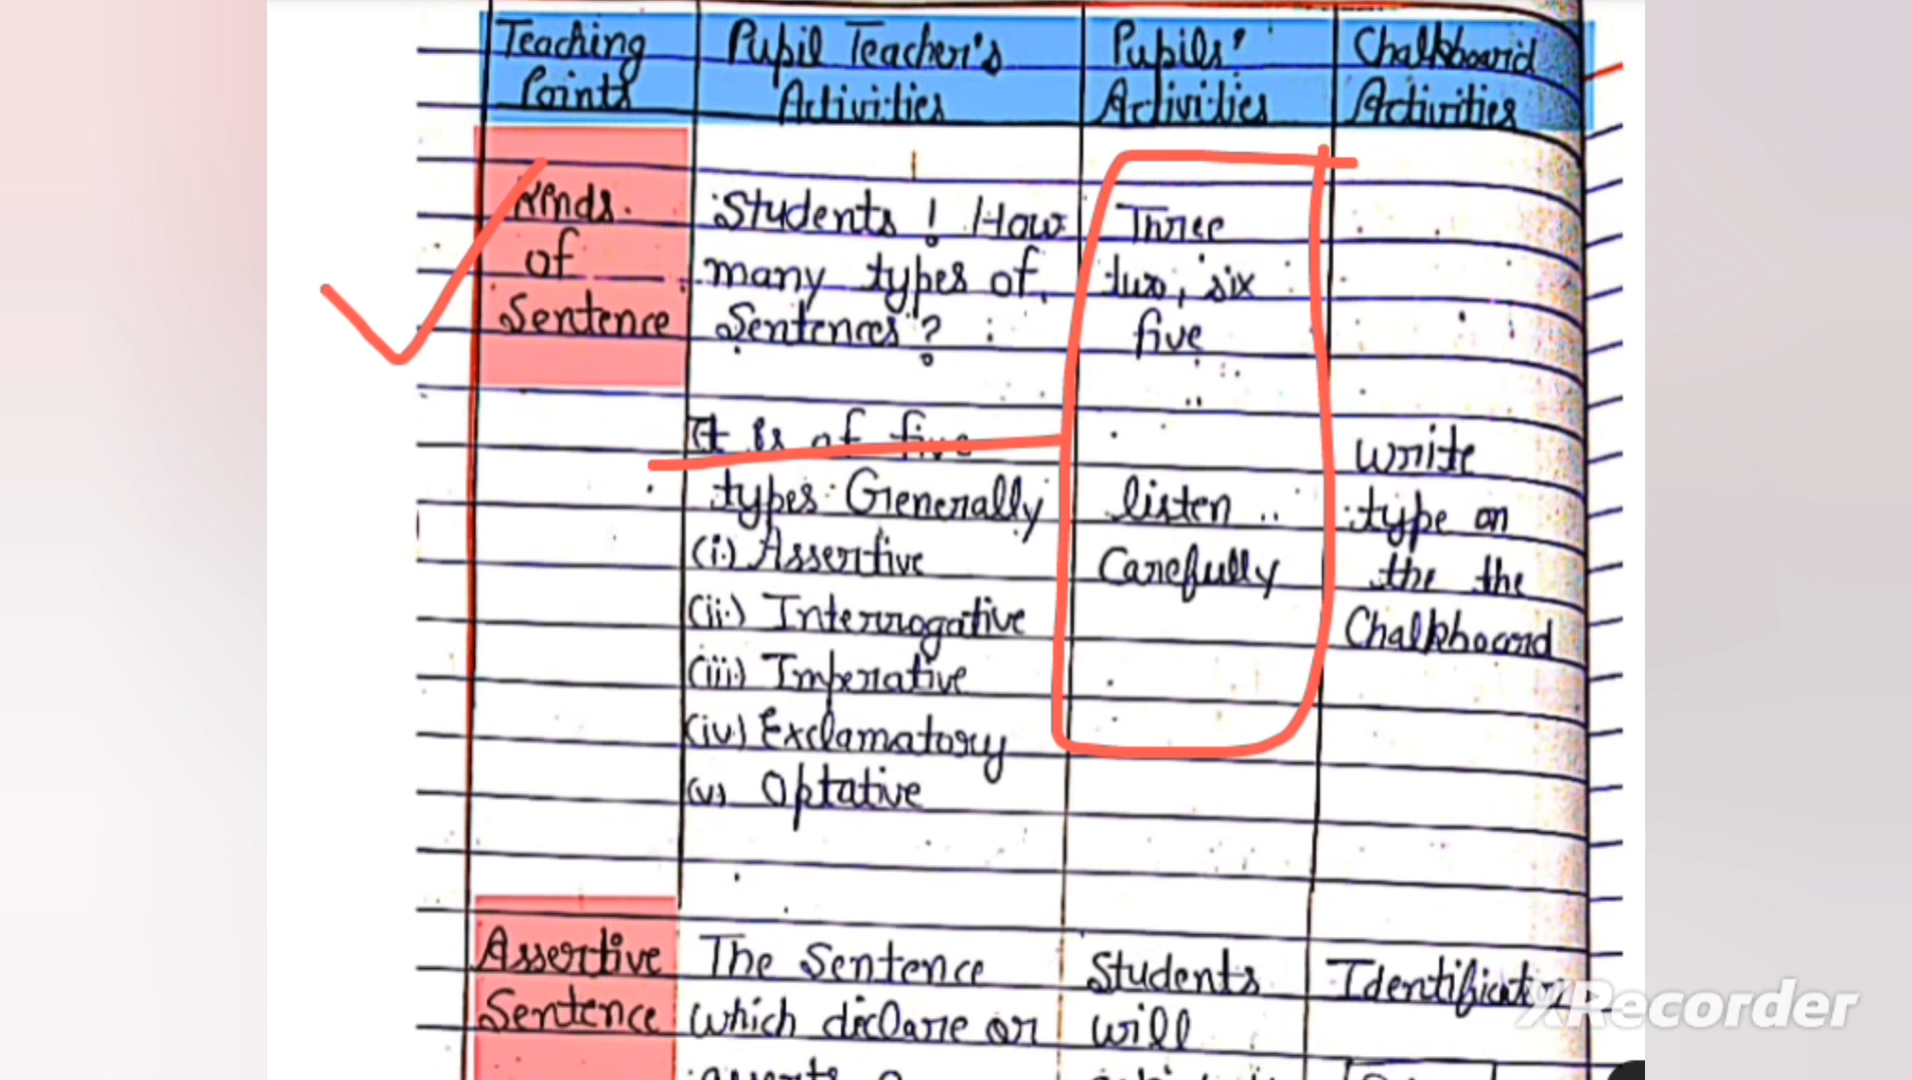 Teaching Points
Pupil Teacher's Activities
Pupils' Activities
Chalkboard Activities
Kinds
of
Sentence
Students! How
many types of
Sentences?
Three
two, six
five
It is of five
types Generally
(i) Assertive
(ii) Interrogative
(iii) Imperative
(iv) Exclamatory
(v) Optative
listen
Carefully
Write
type on
the the
Chalkboard
Assertive
Sentence
The Sentence
which declare or
Students
will
XRecorder